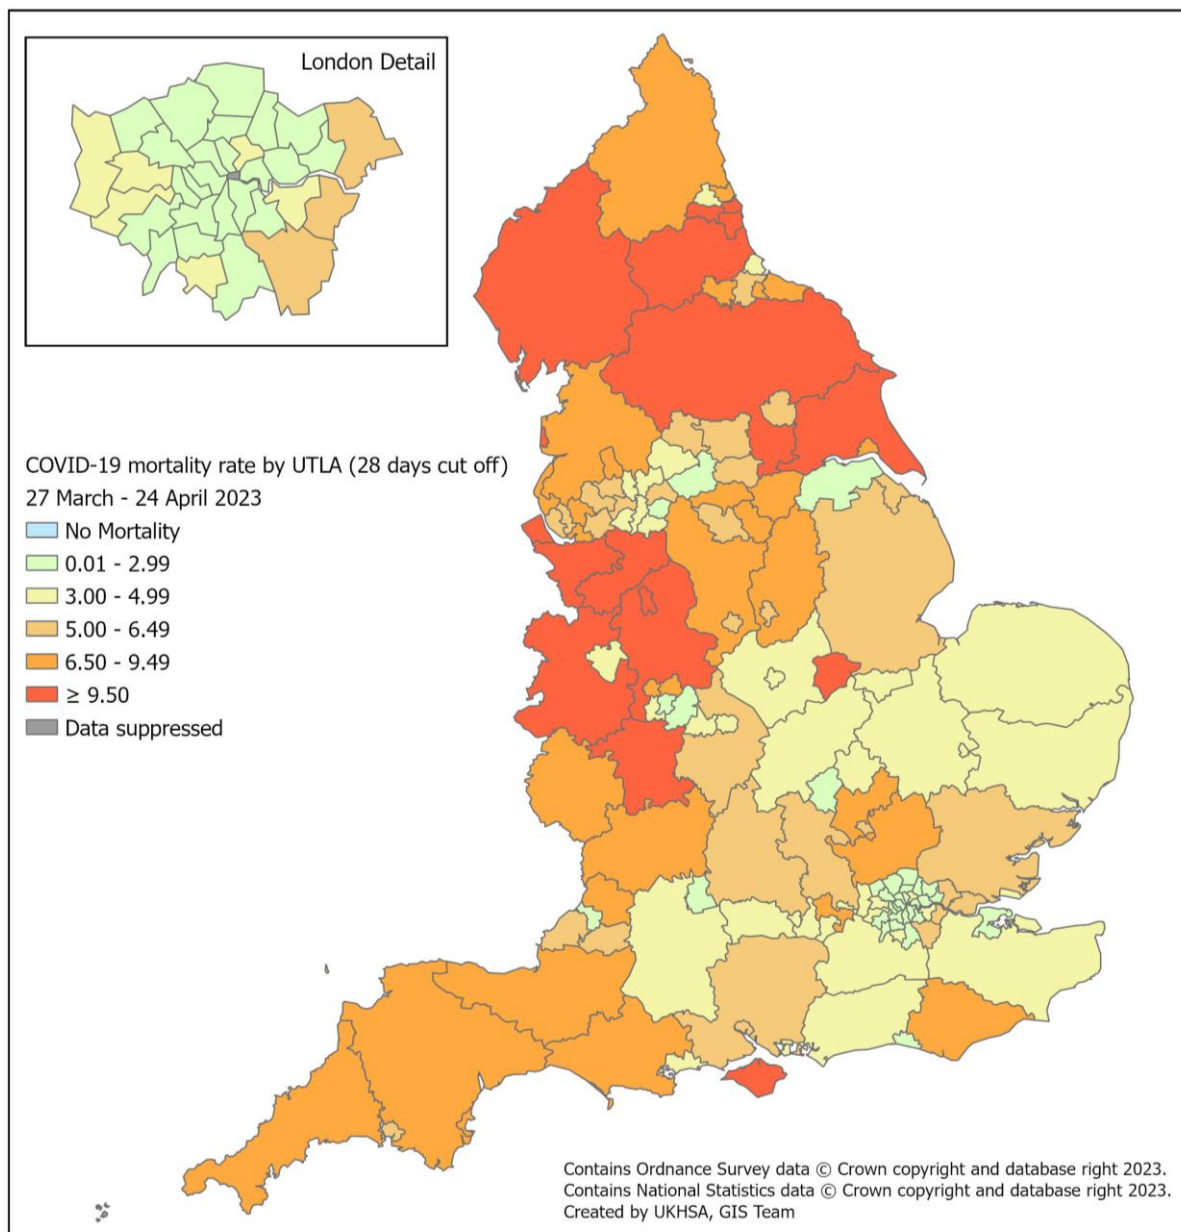 London Detail
COVID-19 mortality rate by UTLA (28 days cut off)
27 March - 24 April 2023
No Mortality
0.01 - 2.99
3.00 - 4.99
5.00 - 6.49
6.50 - 9.49
≥ 9.50
Data suppressed
Contains Ordnance Survey data © Crown copyright and database right 2023.
Contains National Statistics data © Crown copyright and database right 2023.
Created by UKHSA, GIS Team